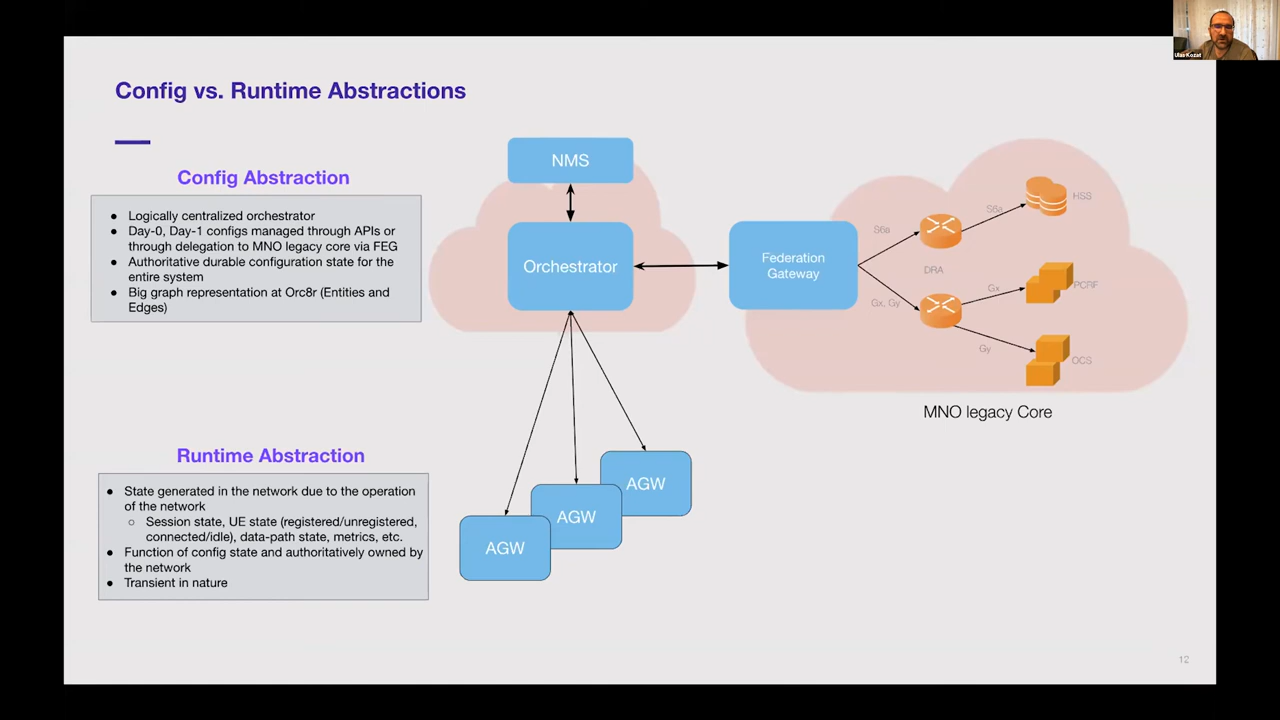 Ulas Kozat
Config vs. Runtime Abstractions
Config Abstraction
● Logically centralized orchestrator
● Day-0, Day-1 configs managed through APIs or
through delegation to MNO legacy core via FEG
● Authoritative durable configuration state for the
entire system
● Big graph representation at Orc8r (Entities and
Edges)
Runtime Abstraction
● State generated in the network due to the operation
of the network
○ Session state, UE state (registered/unregistered,
connected/idle), data-path state, metrics, etc.
● Function of config state and authoritatively owned by
the network
● Transient in nature
NMS
Orchestrator
AGW
AGW
AGW
Federation
Gateway
S6a
S6a
HSS
DRA
Gx, Gy
Gx
PCRF
Gy
OCS
MNO legacy Core
12